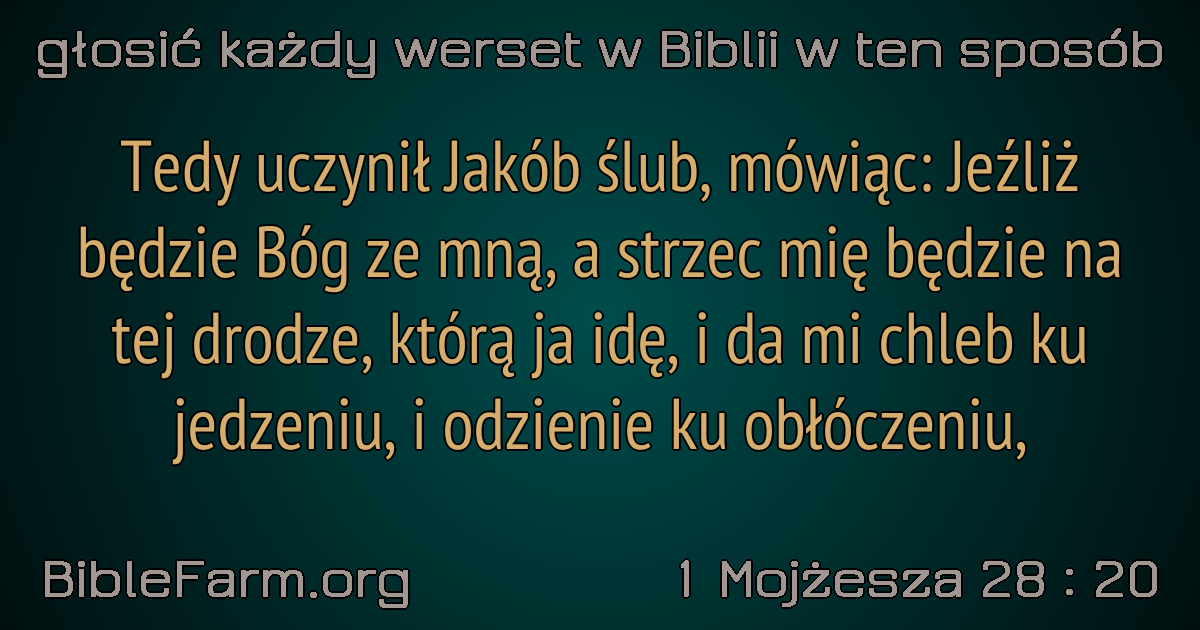 głosić każdy werset w Biblii w ten sposób
Tedy uczynił Jakób ślub, mówiąc: Jeźliż
będzie Bóg ze mną, a strzec mię będzie na
tej drodze, którą ja idę, i da mi chleb ku
jedzeniu, i odzienie ku obłóczeniu,
BibleFarm.org
1 Mojżesza 28 : 20